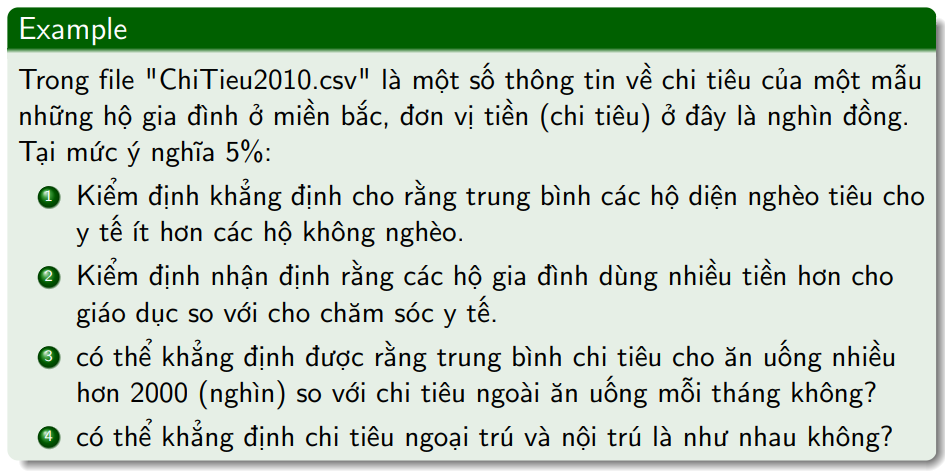 Example
Trong file "ChiTieu2010.csv" là một số thông tin về chi tiêu của một mẫu
những hộ gia đình ở miền bắc, đơn vị tiền (chi tiêu) ở đây là nghìn đồng.
Tại mức ý nghĩa 5%:
1 Kiểm định khẳng định cho rằng trung bình các hộ diện nghèo tiêu cho
y tế ít hơn các hộ không nghèo.
2 Kiểm định nhận định rằng các hộ gia đình dùng nhiều tiền hơn cho
giáo dục so với cho chăm sóc y tế.
3 có thể khẳng định được rằng trung bình chi tiêu cho ăn uống nhiều
hơn 2000 (nghìn) so với chi tiêu ngoài ăn uống mỗi tháng không?
4 có thể khẳng định chi tiêu ngoại trú và nội trú là như nhau không?